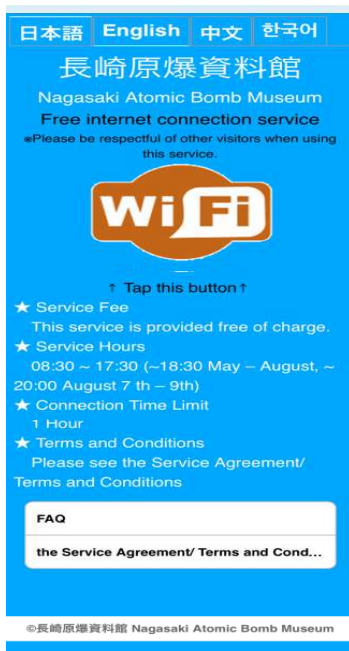 日本語 English 中文 한국어
長崎原爆資料館
Nagasaki Atomic Bomb Museum
Free internet connection service
※Please be respectful of other visitors when using
this service.
WiFi
↑ Tap this button↑
★ Service Fee
This service is provided free of charge.
★ Service Hours
08:30 ~ 17:30 (~18:30 May – August, ~
20:00 August 7 th – 9th)
★ Connection Time Limit
1 Hour
★ Terms and Conditions
Please see the Service Agreement/
Terms and Conditions
FAQ
the Service Agreement/ Terms and Cond...
©長崎原爆資料館 Nagasaki Atomic Bomb Museum